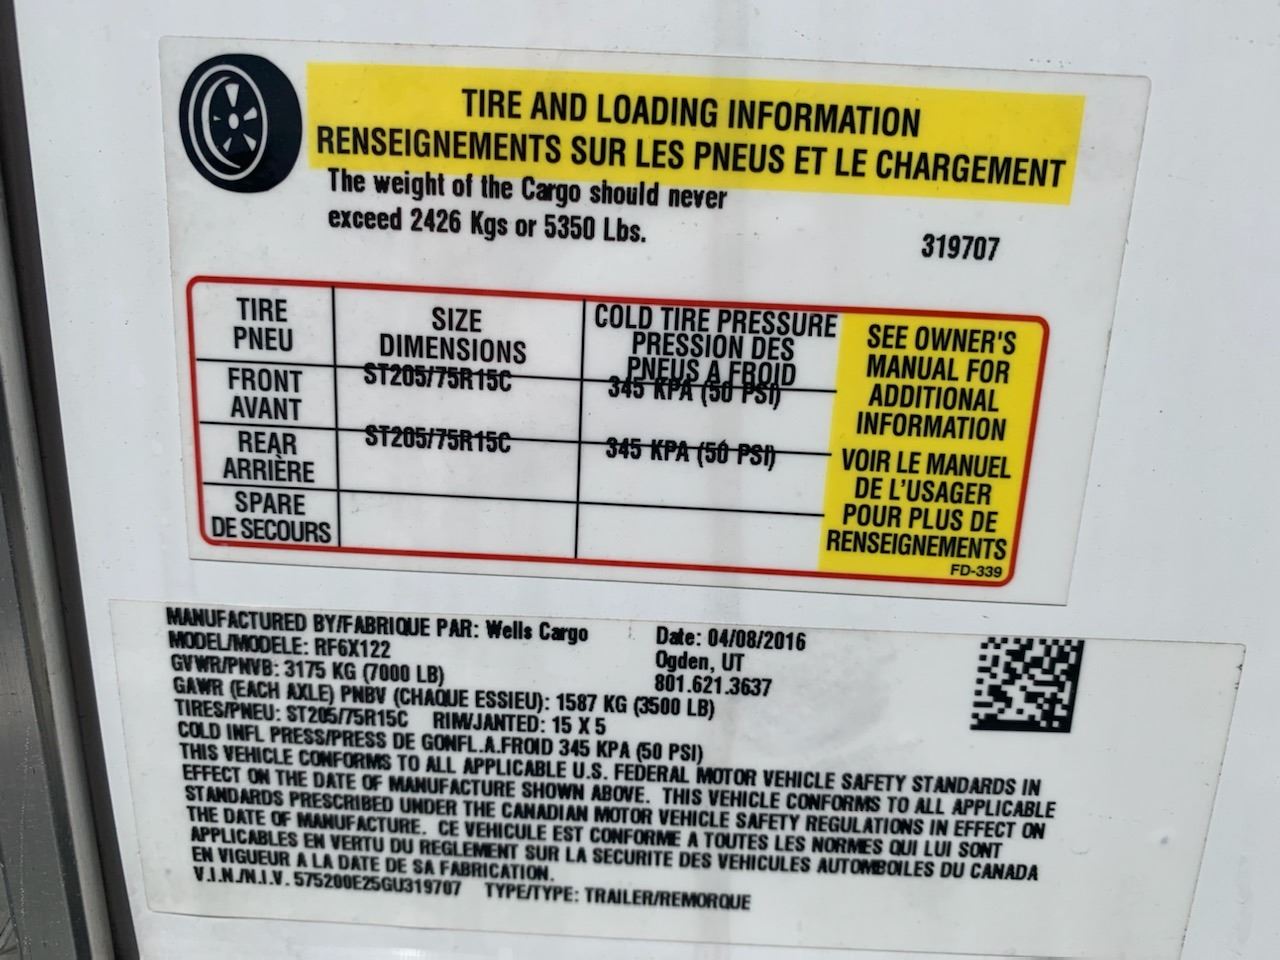 TIRE AND LOADING INFORMATION
RENSEIGNEMENTS SUR LES PNEUS ET LE CHARGEMENT
The weight of the Cargo should never
exceed 2426 Kgs or 5350 Lbs.
319707
TIRE
PNEU
SIZE
DIMENSIONS
COLD TIRE PRESSURE
PRESSION DES
PNEUS A FROID
FRONT
AVANT
ST205/75R15C
345 KPA (50 PSI)
REAR
ARRIÈRE
ST205/75R15C
345 KPA (50 PSI)
SPARE
DE SECOURS
SEE OWNER'S
MANUAL FOR
ADDITIONAL
INFORMATION
VOIR LE MANUEL
DE L'USAGER
POUR PLUS DE
RENSEIGNEMENTS
FD-339
MANUFACTURED BY/FABRIQUE PAR: Wells Cargo
Date: 04/08/2016
MODEL/MODELE: RF6X122
Ogden, UT
GVWR/PNVB: 3175 KG (7000 LB)
801.621.3637
GAWR (EACH AXLE) PNBV (CHAQUE ESSIEU): 1587 KG (3500 LB)
TIRES/PNEU: ST205/75R15C RIM/JANTED: 15 X 5
COLD INFL PRESS/PRESS DE GONFL.A.FROID 345 KPA (50 PSI)
THIS VEHICLE CONFORMS TO ALL APPLICABLE U.S. FEDERAL MOTOR VEHICLE SAFETY STANDARDS IN
EFFECT ON THE DATE OF MANUFACTURE SHOWN ABOVE. THIS VEHICLE CONFORMS TO ALL APPLICABLE
STANDARDS PRESCRIBED UNDER THE CANADIAN MOTOR VEHICLE SAFETY REGULATIONS IN EFFECT ON
THE DATE OF MANUFACTURE. CE VEHICULE EST CONFORME A TOUTES LES NORMES QUI LUI SONT
APPLICABLES EN VERTU DU REGLEMENT SUR LA SECURITE DES VEHICULES AUTOMBOILES DU CANADA
EN VIGUEUR A LA DATE DE SA FABRICATION.
V.I.N./N.I.V. 575200E25GU319707 TYPE/TYPE: TRAILER/REMORQUE